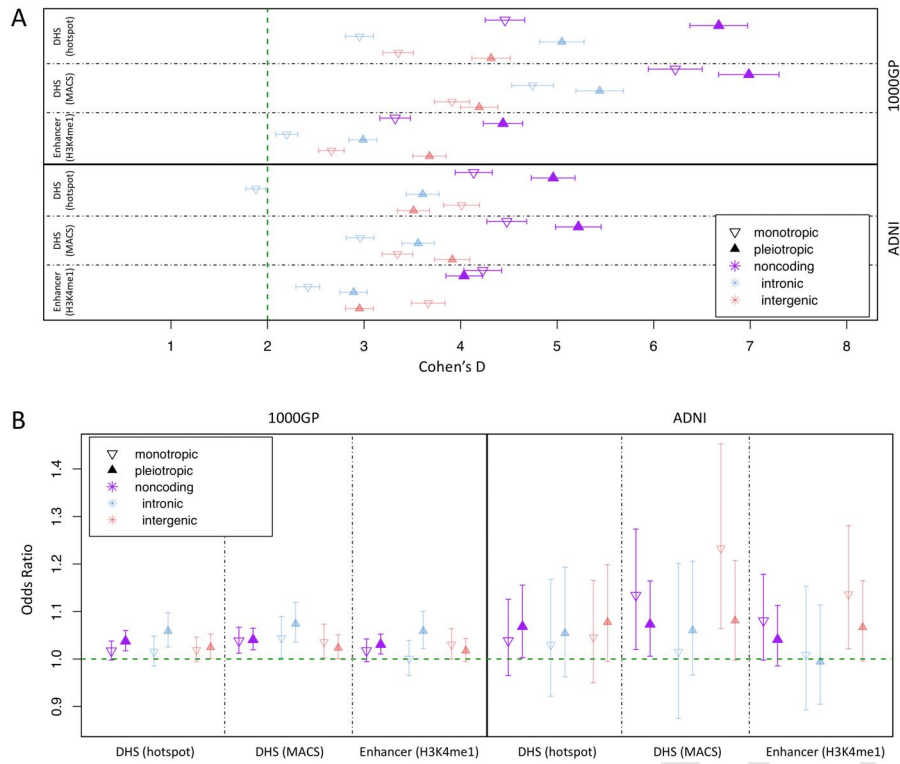 A
DHS (hotspot)
DHS (MACS)
Enhancer (H3K4me1)
1000GP
DHS (hotspot)
DHS (MACS)
Enhancer (H3K4me1)
ADNI
monotropic
pleiotropic
noncoding
intronic
intergenic
1 2 3 4 5 6 7 8
Cohen's D
B
1000GP ADNI
monotropic
pleiotropic
noncoding
intronic
intergenic
Odds Ratio
1.4
1.3
1.2
1.1
1.0
0.9
DHS (hotspot) DHS (MACS) Enhancer (H3K4me1) DHS (hotspot) DHS (MACS) Enhancer (H3K4me1)